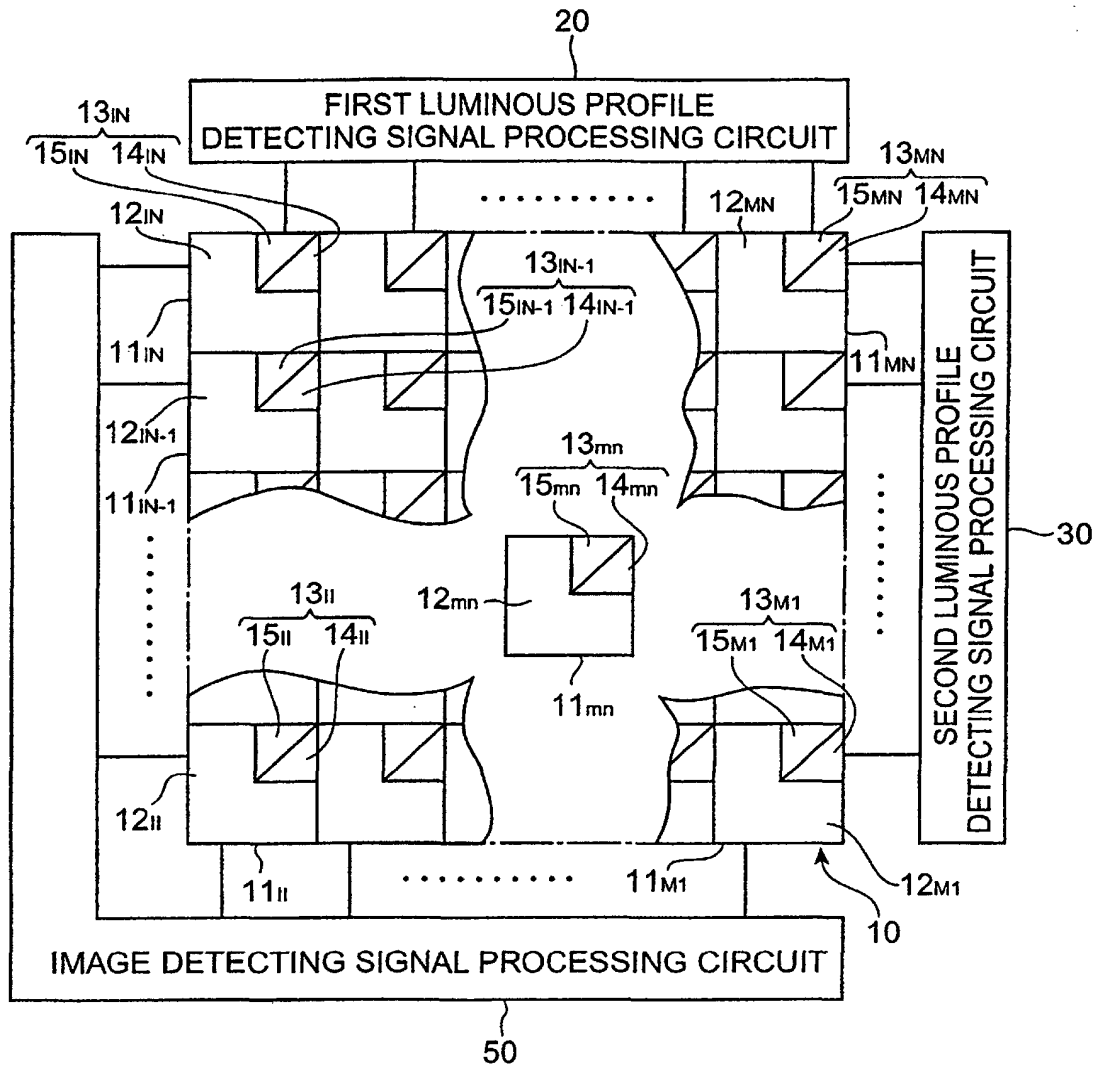 20
FIRST LUMINOUS PROFILE
DETECTING SIGNAL PROCESSING CIRCUIT
13IN
15IN 14IN
13MN
15MN 14MN
12IN
12MN
13IN-1
15IN-1 14IN-1
11IN
11MN
12IN-1
11IN-1
13mn
15mn 14mn
12mn
11mn
SECOND LUMINOUS PROFILE
DETECTING SIGNAL PROCESSING CIRCUIT
30
13II
15II 14II
13M1
15M1 14M1
12II
11II
11M1
12M1
10
IMAGE DETECTING SIGNAL PROCESSING CIRCUIT
50